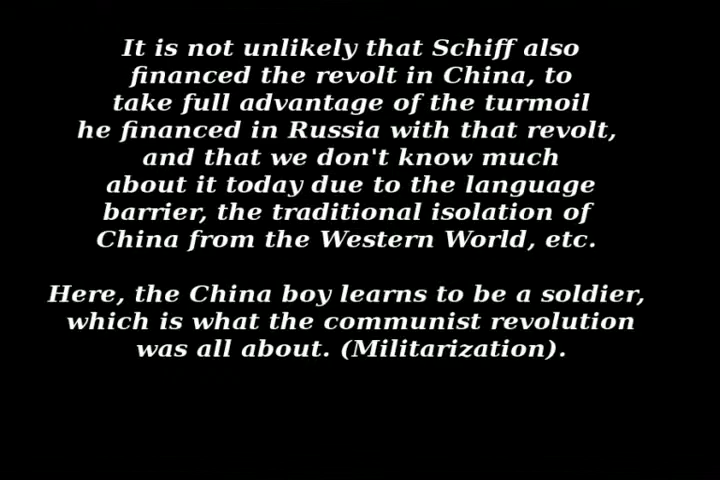 It is not unlikely that Schiff also
financed the revolt in China, to
take full advantage of the turmoil
he financed in Russia with that revolt,
and that we don't know much
about it today due to the language
barrier, the traditional isolation of
China from the Western World, etc.
Here, the China boy learns to be a soldier,
which is what the communist revolution
was all about. (Militarization).